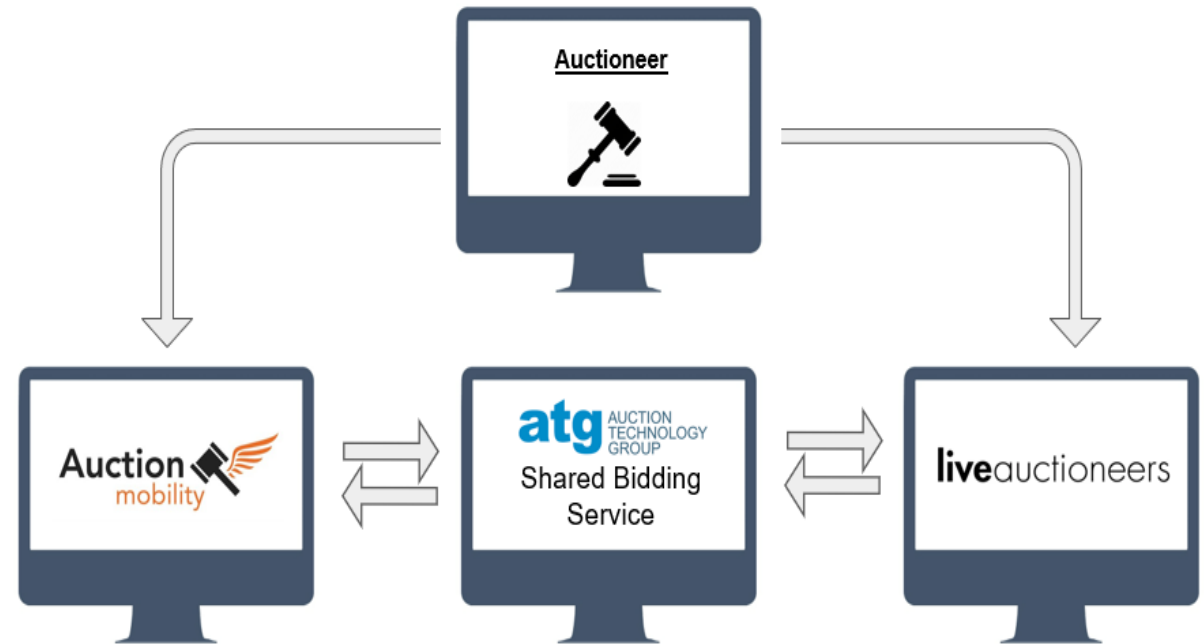 Auctioneer
Auction
mobility
atg AUCTION
TECHNOLOGY
GROUP
Shared Bidding
Service
liveauctioneers